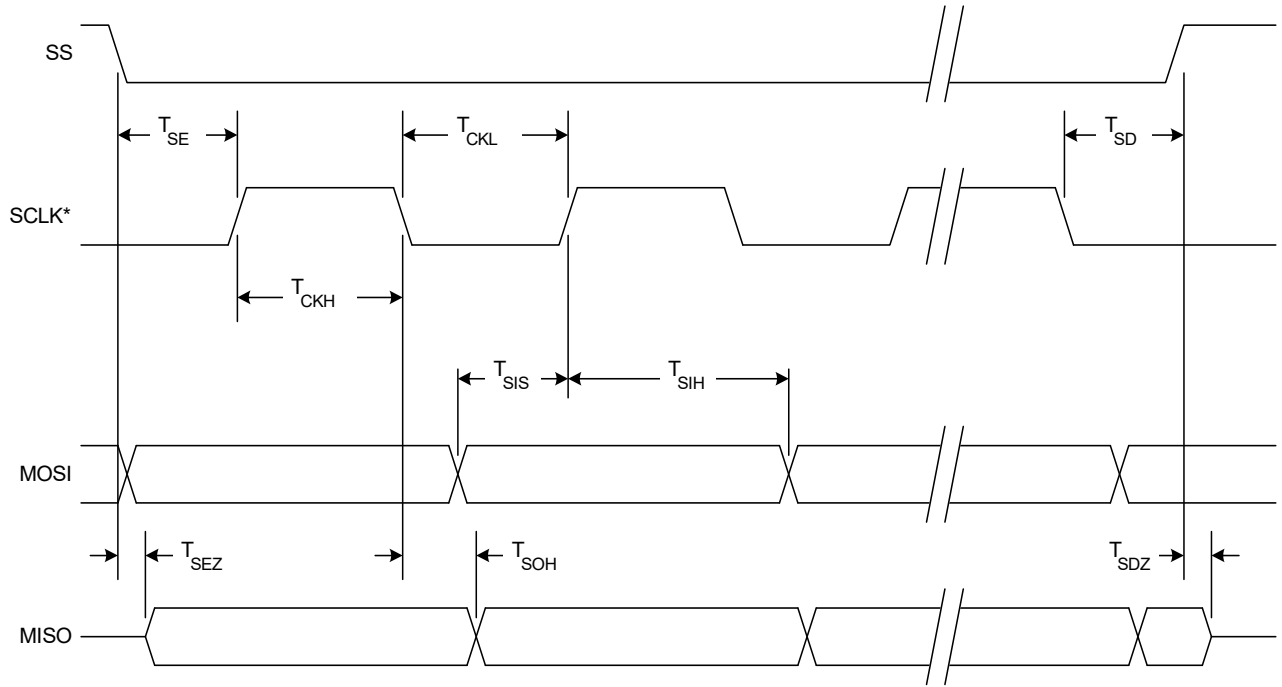 SS
T_SE
T_CKL
T_SD
SCLK*
T_CKH
T_SIS
T_SIH
MOSI
T_SEZ
T_SOH
T_SDZ
MISO